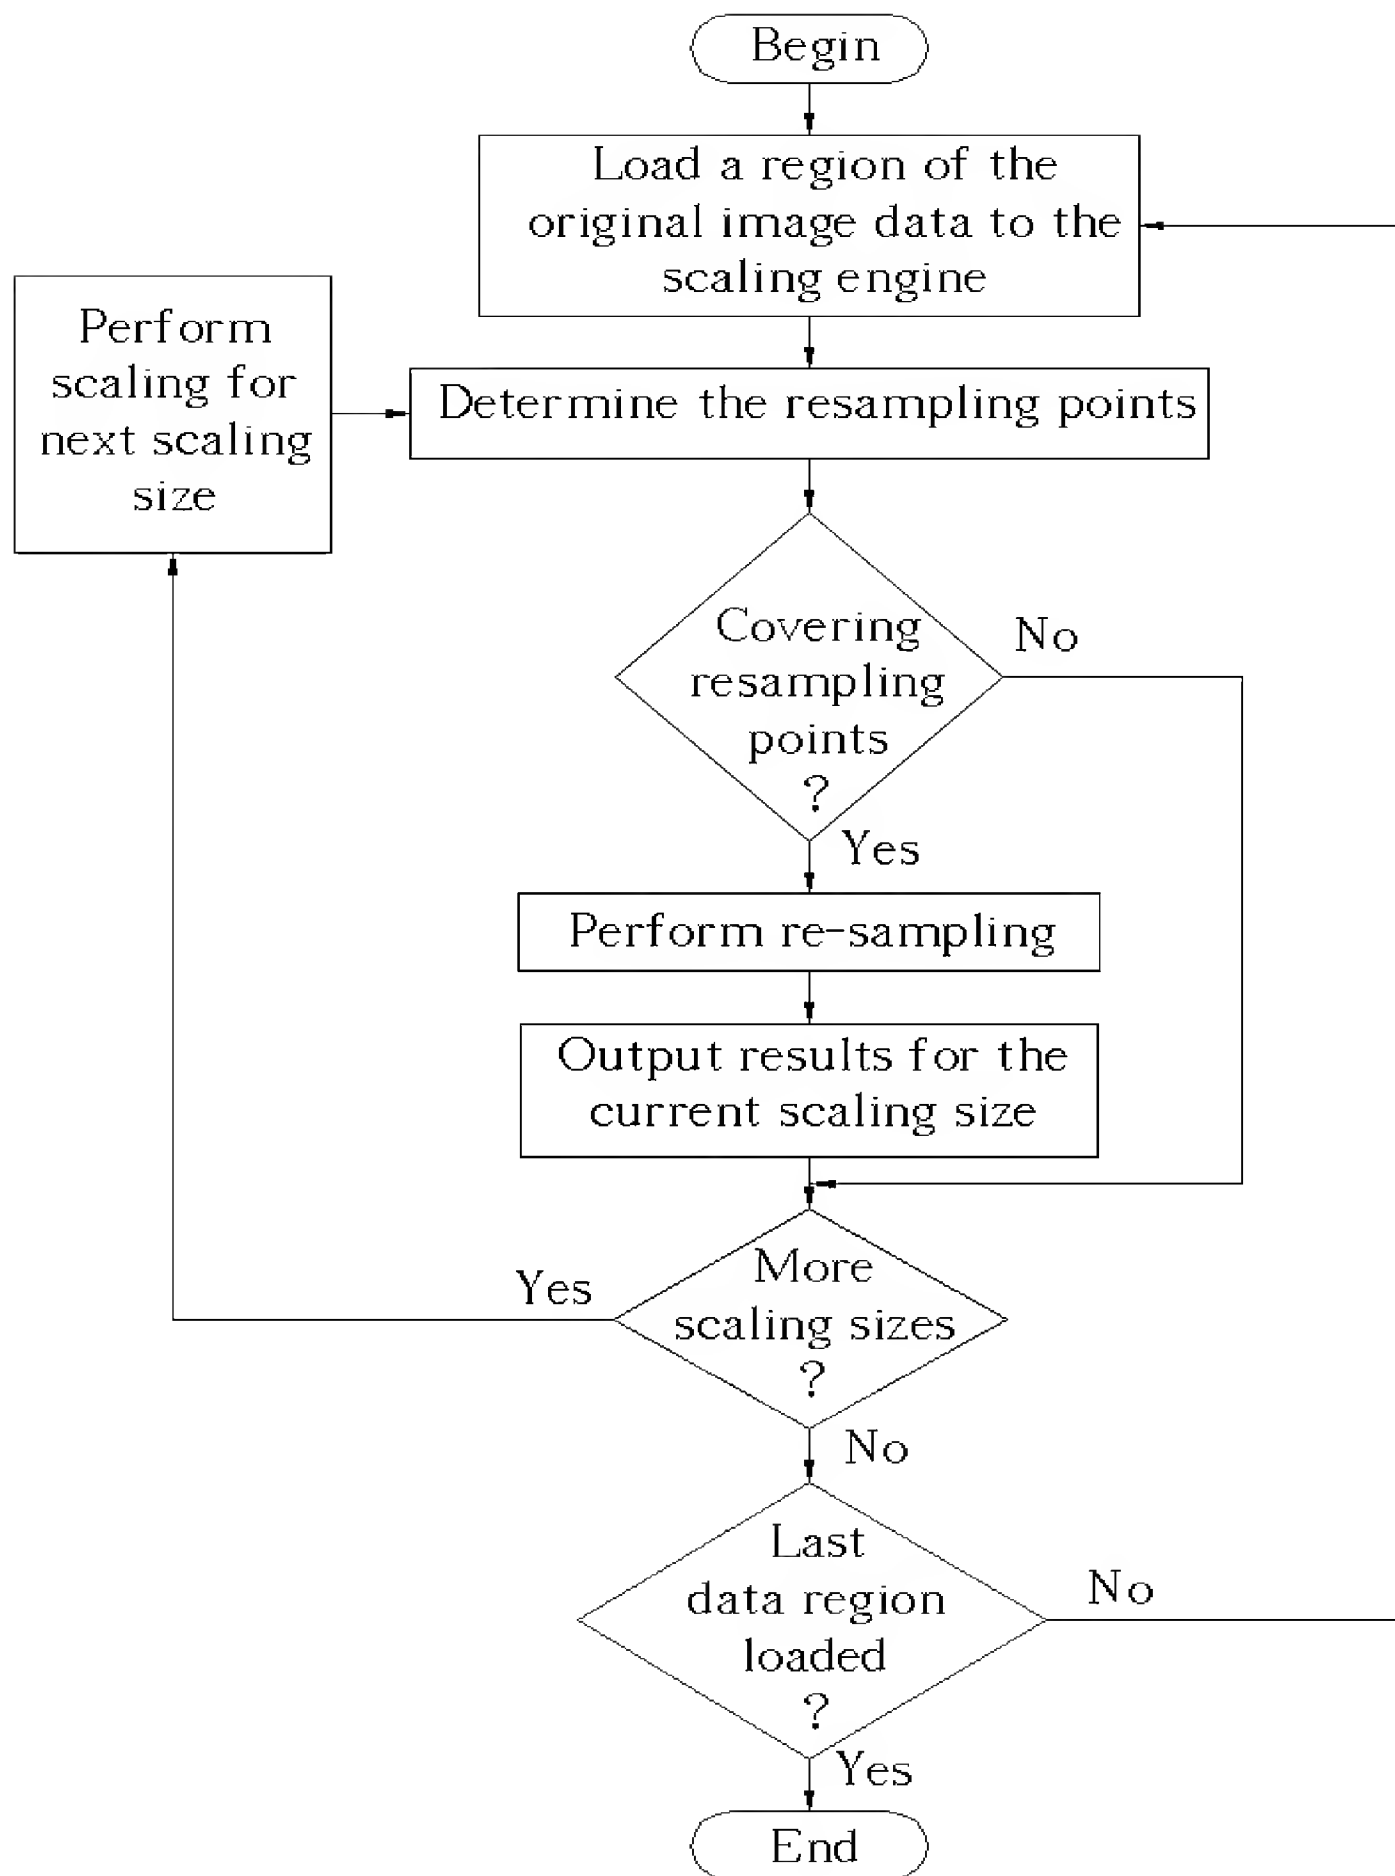 Begin
Load a region of the
original image data to the
scaling engine
Perform
scaling for
next scaling
size
Determine the resampling points
Covering
resampling
points
?
No
Yes
Perform re-sampling
Output results for the
current scaling size
More
scaling sizes
?
Yes
No
Last
data region
loaded
?
No
Yes
End